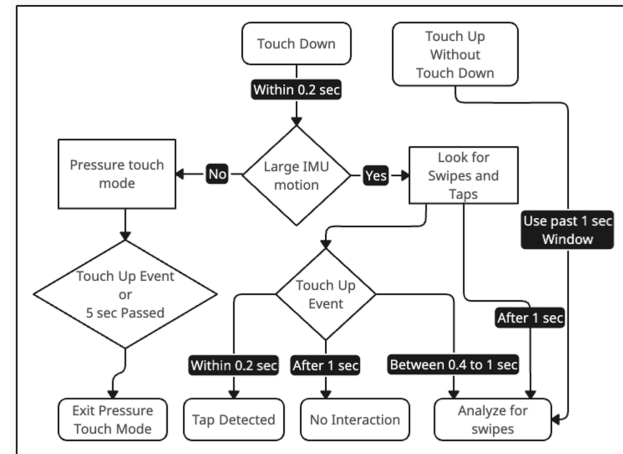 Touch Down
Touch Up
Without
Touch Down
Within 0.2 sec
Pressure touch
mode
No
Large IMU
motion
Yes
Look for
Swipes and
Taps
Use past 1 sec
Window
Touch Up Event
or
5 sec Passed
Touch Up
Event
After 1 sec
Within 0.2 sec
After 1 sec
Between 0.4 to 1 sec
Exit Pressure
Touch Mode
Tap Detected
No Interaction
Analyze for
swipes